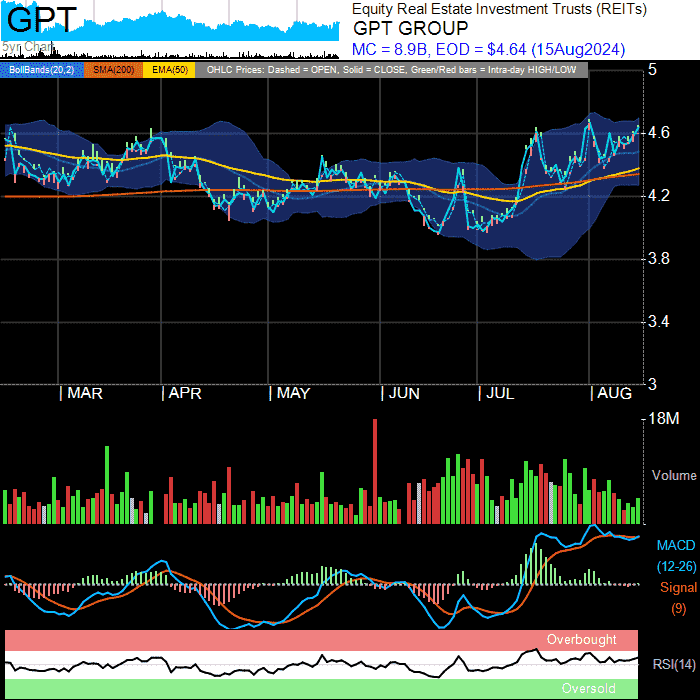 GPT
5yr Chart
Equity Real Estate Investment Trusts (REITs)
GPT GROUP
MC = 8.9B, EOD = $4.64 (15Aug2024)
BollBands(20,2) SMA(200) EMA(50) OHLC Prices: Dashed = OPEN, Solid = CLOSE, Green/Red bars = Intra-day HIGH/LOW
5
4.6
4.2
3.8
3.4
3
| MAR | APR | MAY | JUN | JUL | AUG
18M
Volume
MACD
(12-26)
Signal
(9)
Overbought
RSI(14)
Oversold